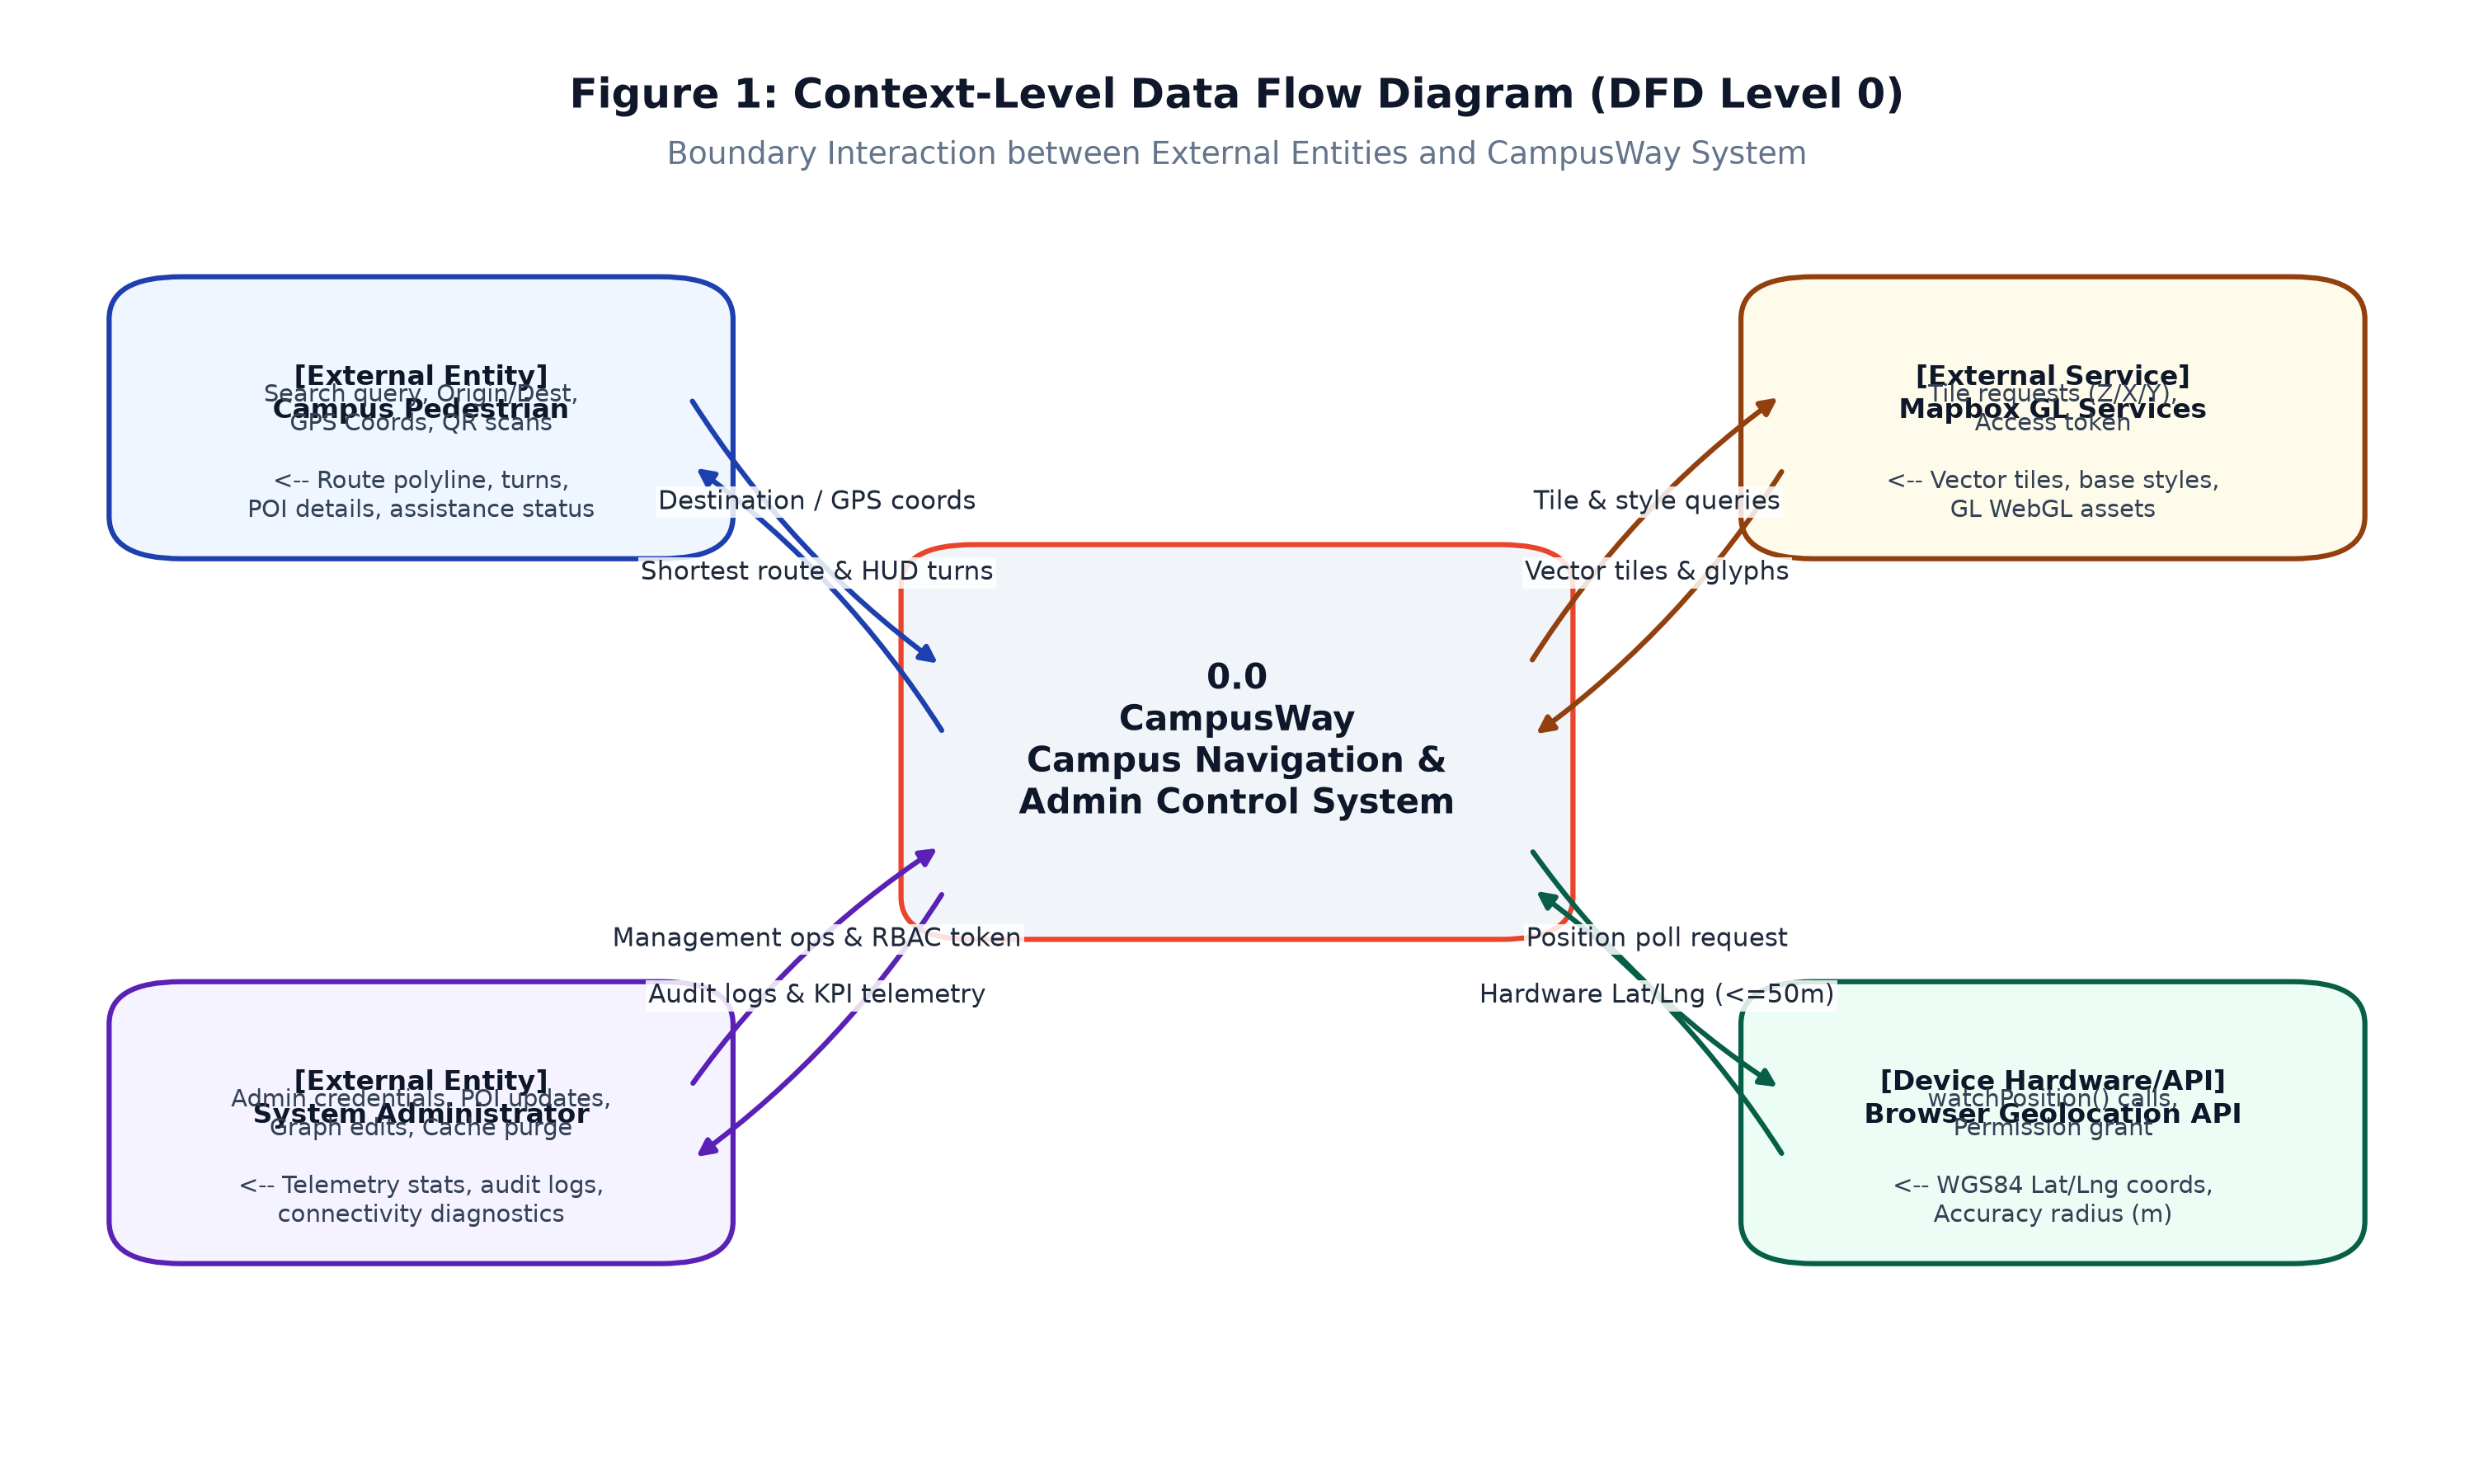 Figure 1: Context-Level Data Flow Diagram (DFD Level 0)
Boundary Interaction between External Entities and CampusWay System
[External Entity]
Campus Pedestrian
Search query, Origin/Dest,
GPS Coords, QR scans
<-- Route polyline, turns,
POI details, assistance status
[External Service]
Mapbox GL Services
Tile requests (Z/X/Y),
Access token
<-- Vector tiles, base styles,
GL WebGL assets
Destination / GPS coords
Shortest route & HUD turns
Tile & style queries
Vector tiles & glyphs
0.0
CampusWay
Campus Navigation &
Admin Control System
Management ops & RBAC token
Audit logs & KPI telemetry
Position poll request
Hardware Lat/Lng (<=50m)
[External Entity]
System Administrator
Admin credentials, POI updates,
Graph edits, Cache purge
<-- Telemetry stats, audit logs,
connectivity diagnostics
[Device Hardware/API]
Browser Geolocation API
watchPosition() calls,
Permission grant
<-- WGS84 Lat/Lng coords,
Accuracy radius (m)